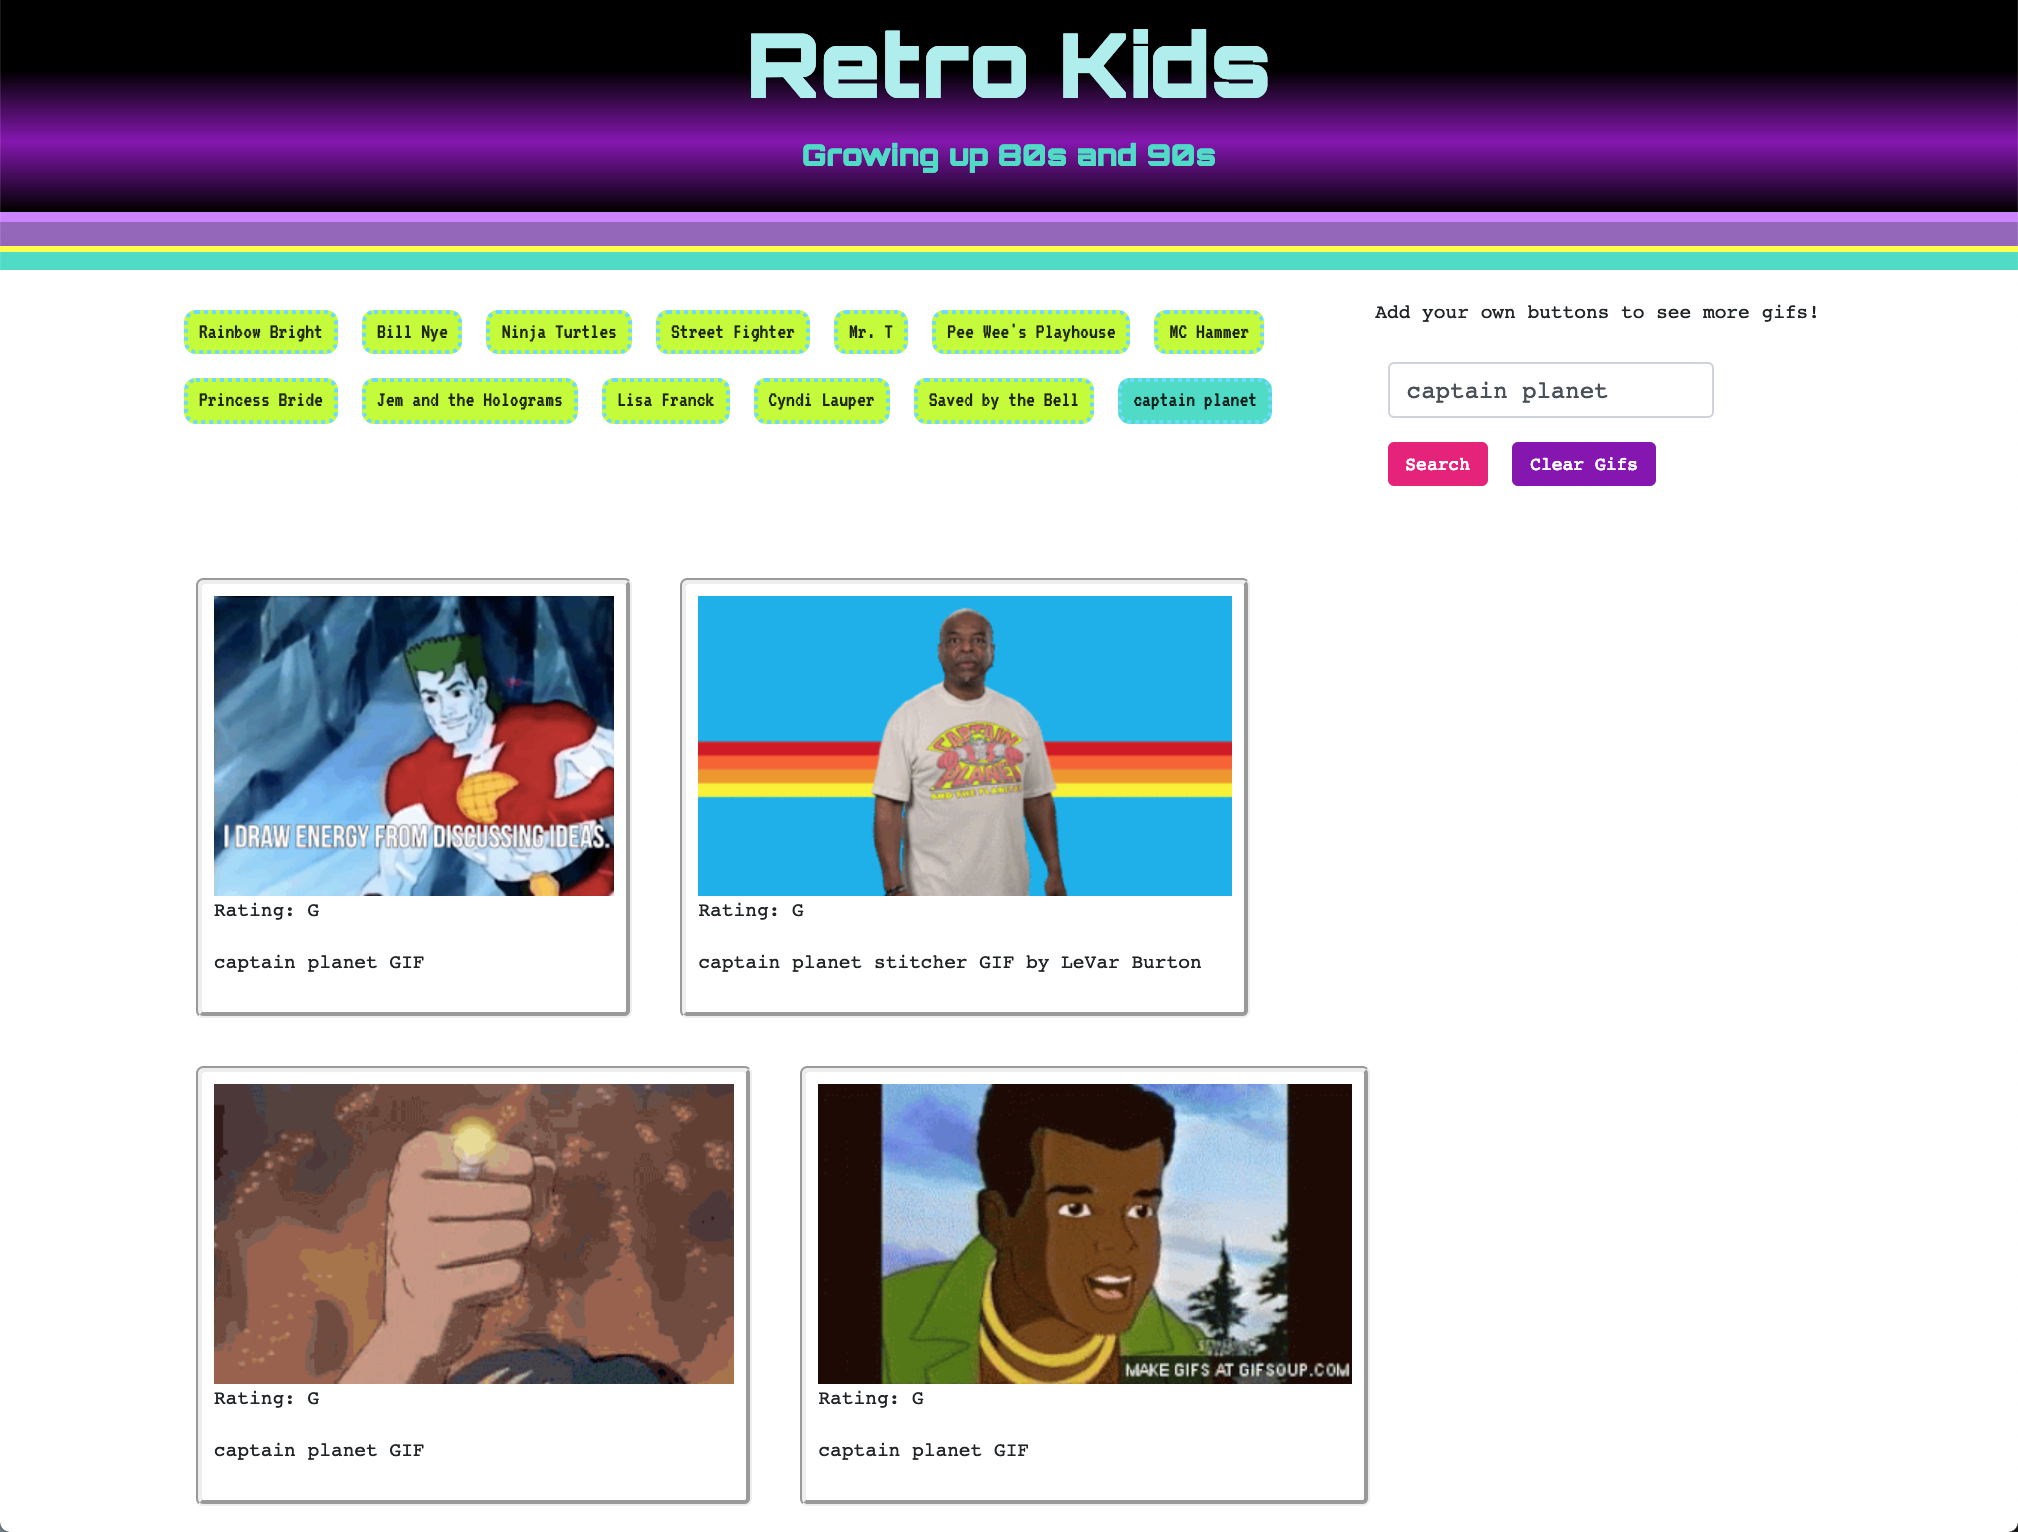 Retro Kids
Growing up 80s and 90s
Rainbow Bright
Bill Nye
Ninja Turtles
Street Fighter
Mr. T
Pee Wee's Playhouse
MC Hammer
Princess Bride
Jem and the Holograms
Lisa Franck
Cyndi Lauper
Saved by the Bell
captain planet
Add your own buttons to see more gifs!
captain planet
Search
Clear Gifs
I DRAW ENERGY FROM DISCUSSING IDEAS.
Rating: G
captain planet GIF
CAPTAIN
PLANET
Rating: G
captain planet stitcher GIF by LeVar Burton
Rating: G
captain planet GIF
MAKE GIFS AT GIFSOUP.COM
Rating: G
captain planet GIF